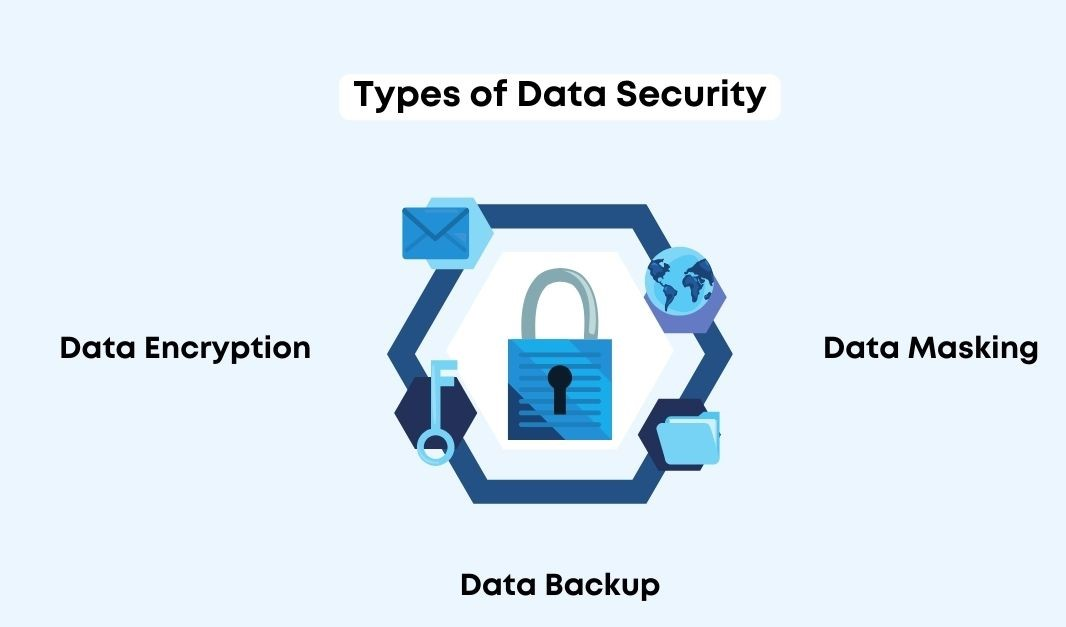 Types of Data Security
Data Encryption
Data Masking
Data Backup